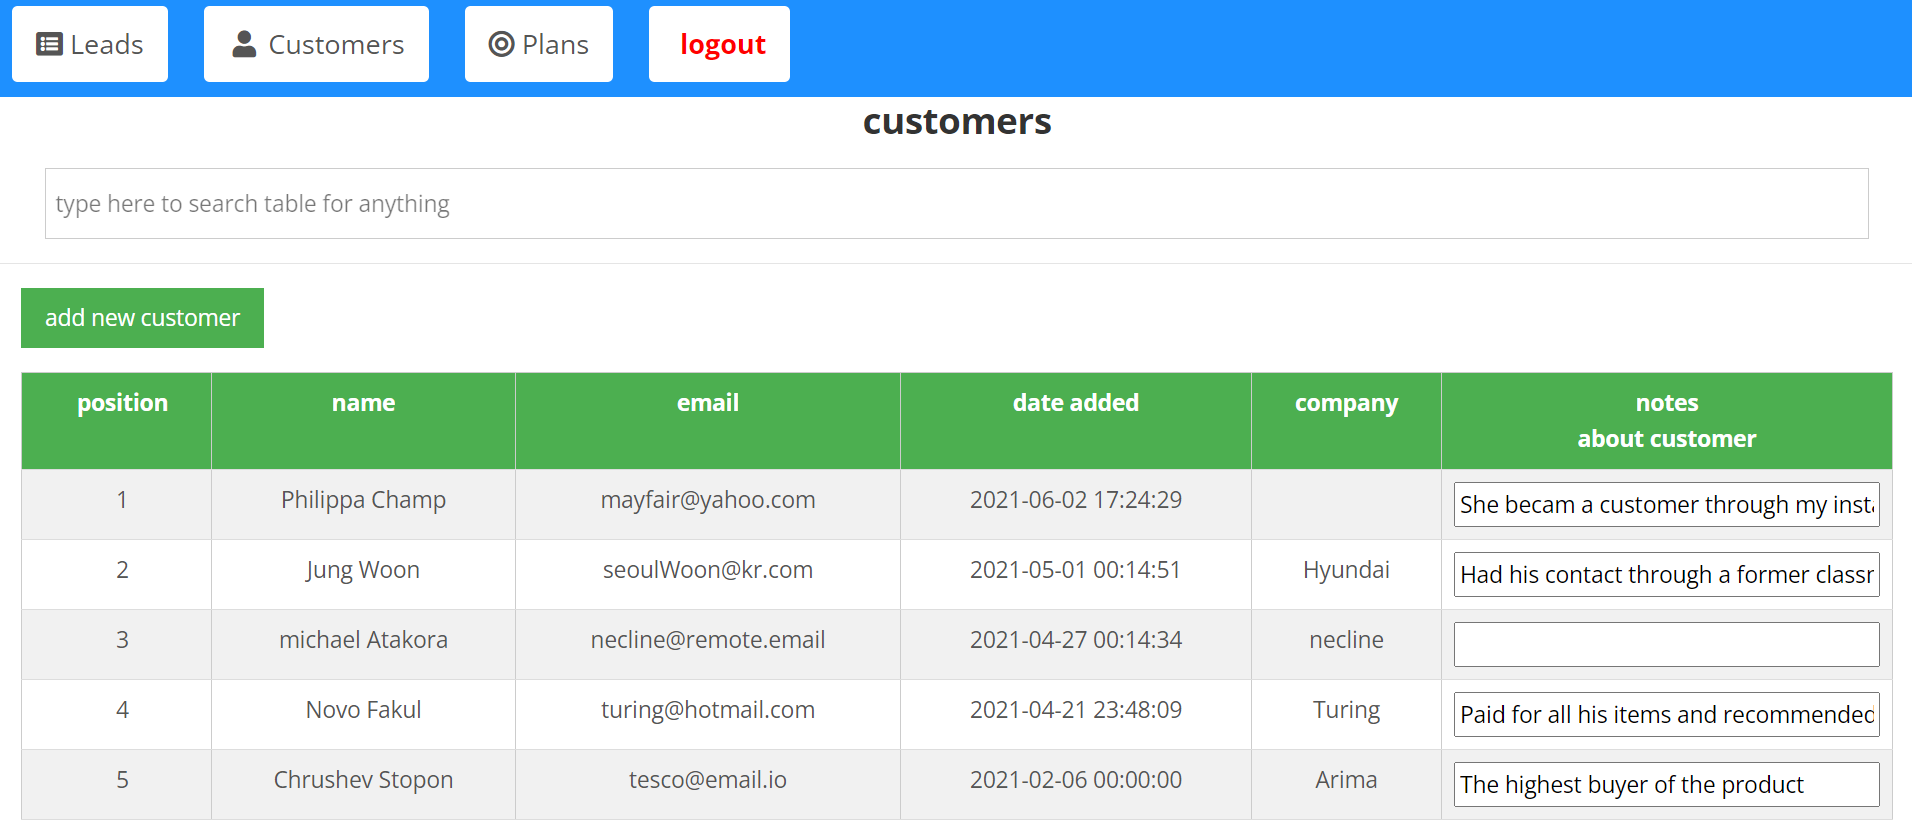 Leads Customers Plans logout
customers
type here to search table for anything
add new customer
position name email date added company notes
about customer
1 Philippa Champ mayfair@yahoo.com 2021-06-02 17:24:29 She becam a customer through my insta
2 Jung Woon seoulWoon@kr.com 2021-05-01 00:14:51 Hyundai Had his contact through a former classr
3 michael Atakora necline@remote.email 2021-04-27 00:14:34 necline
4 Novo Fakul turing@hotmail.com 2021-04-21 23:48:09 Turing Paid for all his items and recommended
5 Chrushev Stopon tesco@email.io 2021-02-06 00:00:00 Arima The highest buyer of the product